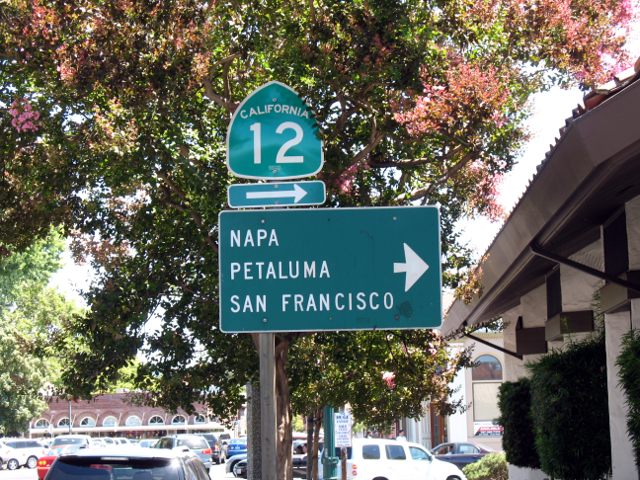 CALIFORNIA
12
NAPA
PETALUMA
SAN FRANCISCO